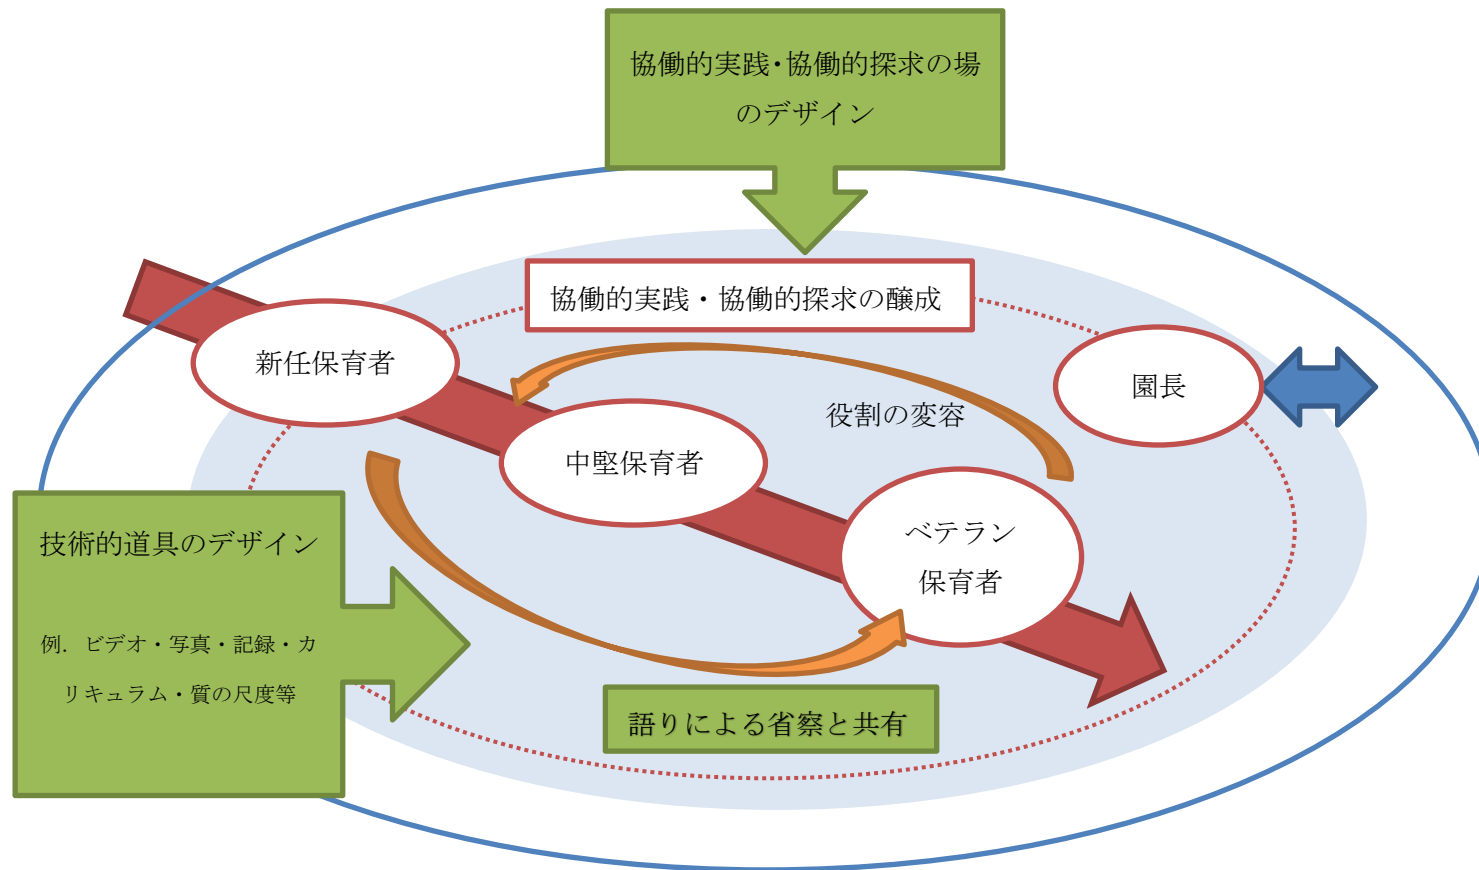 協働的実践・協働的探求の場
のデザイン
協働的実践・協働的探求の醸成
新任保育者
園長
役割の変容
中堅保育者
ベテラン
保育者
技術的道具のデザイン
例．ビデオ・写真・記録・カ
リキュラム・質の尺度等
語りによる省察と共有